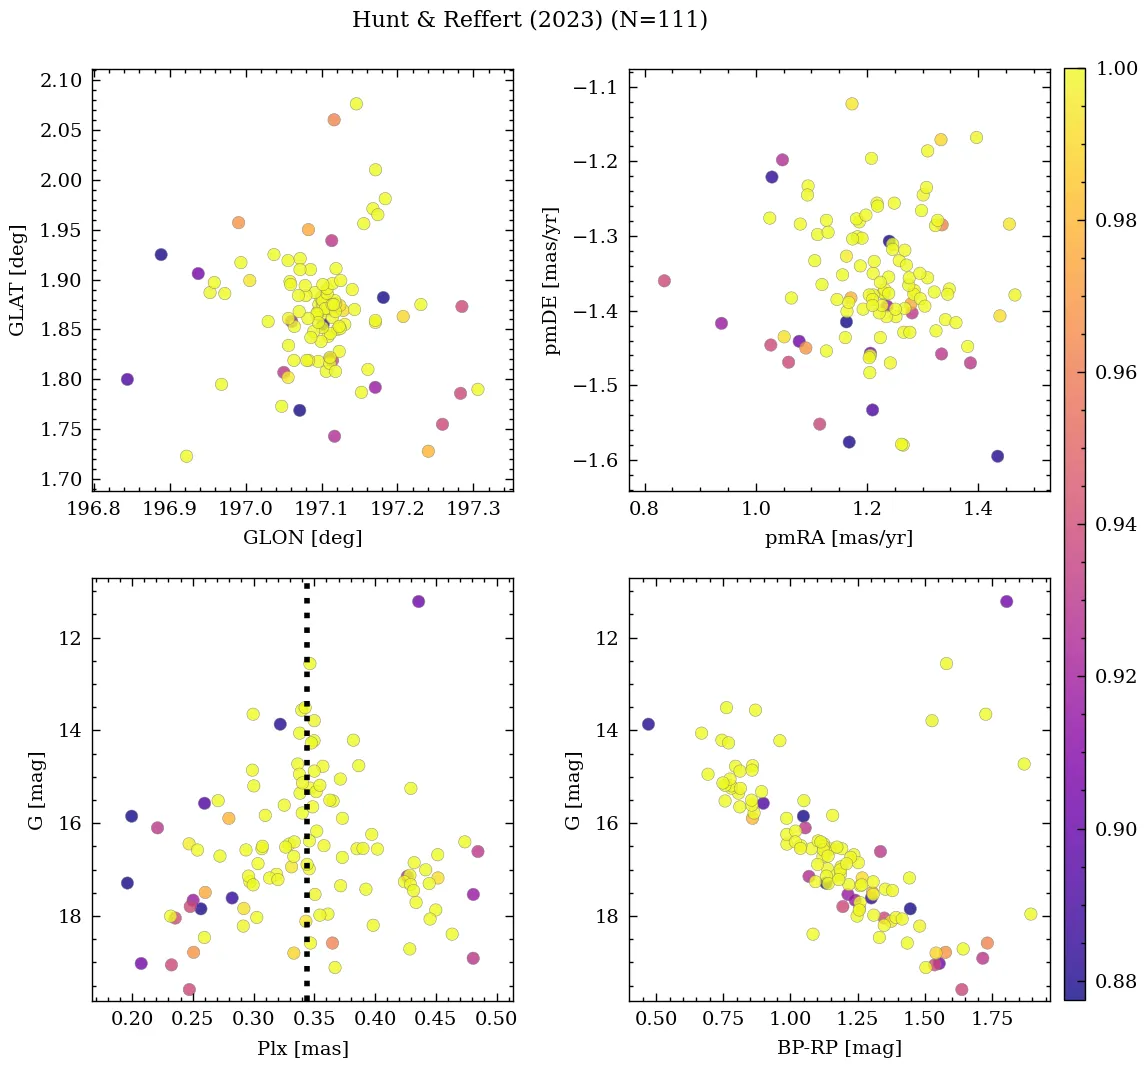 Hunt & Reffert (2023) (N=111)
2.10
2.05
2.00
1.95
1.90
1.85
1.80
1.75
1.70
GLAT [deg]
196.8 196.9 197.0 197.1 197.2 197.3
GLON [deg]
−1.1
−1.2
−1.3
−1.4
−1.5
−1.6
pmDE [mas/yr]
0.8 1.0 1.2 1.4
pmRA [mas/yr]
12
14
16
18
G [mag]
0.20 0.25 0.30 0.35 0.40 0.45 0.50
Plx [mas]
12
14
16
18
G [mag]
0.50 0.75 1.00 1.25 1.50 1.75
BP-RP [mag]
1.00
0.98
0.96
0.94
0.92
0.90
0.88